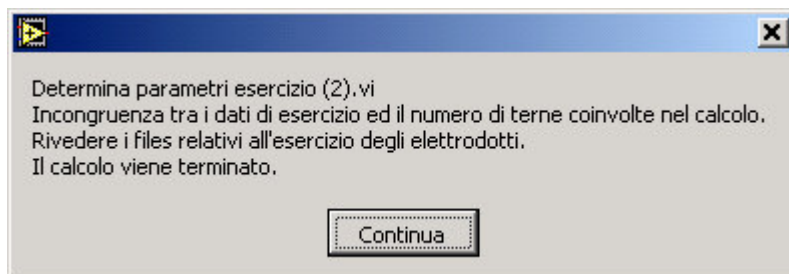 Determina parametri esercizio (2).vi
Incongruenza tra i dati di esercizio ed il numero di terne coinvolte nel calcolo.
Rivedere i files relativi all'esercizio degli elettrodotti.
Il calcolo viene terminato.
Continua